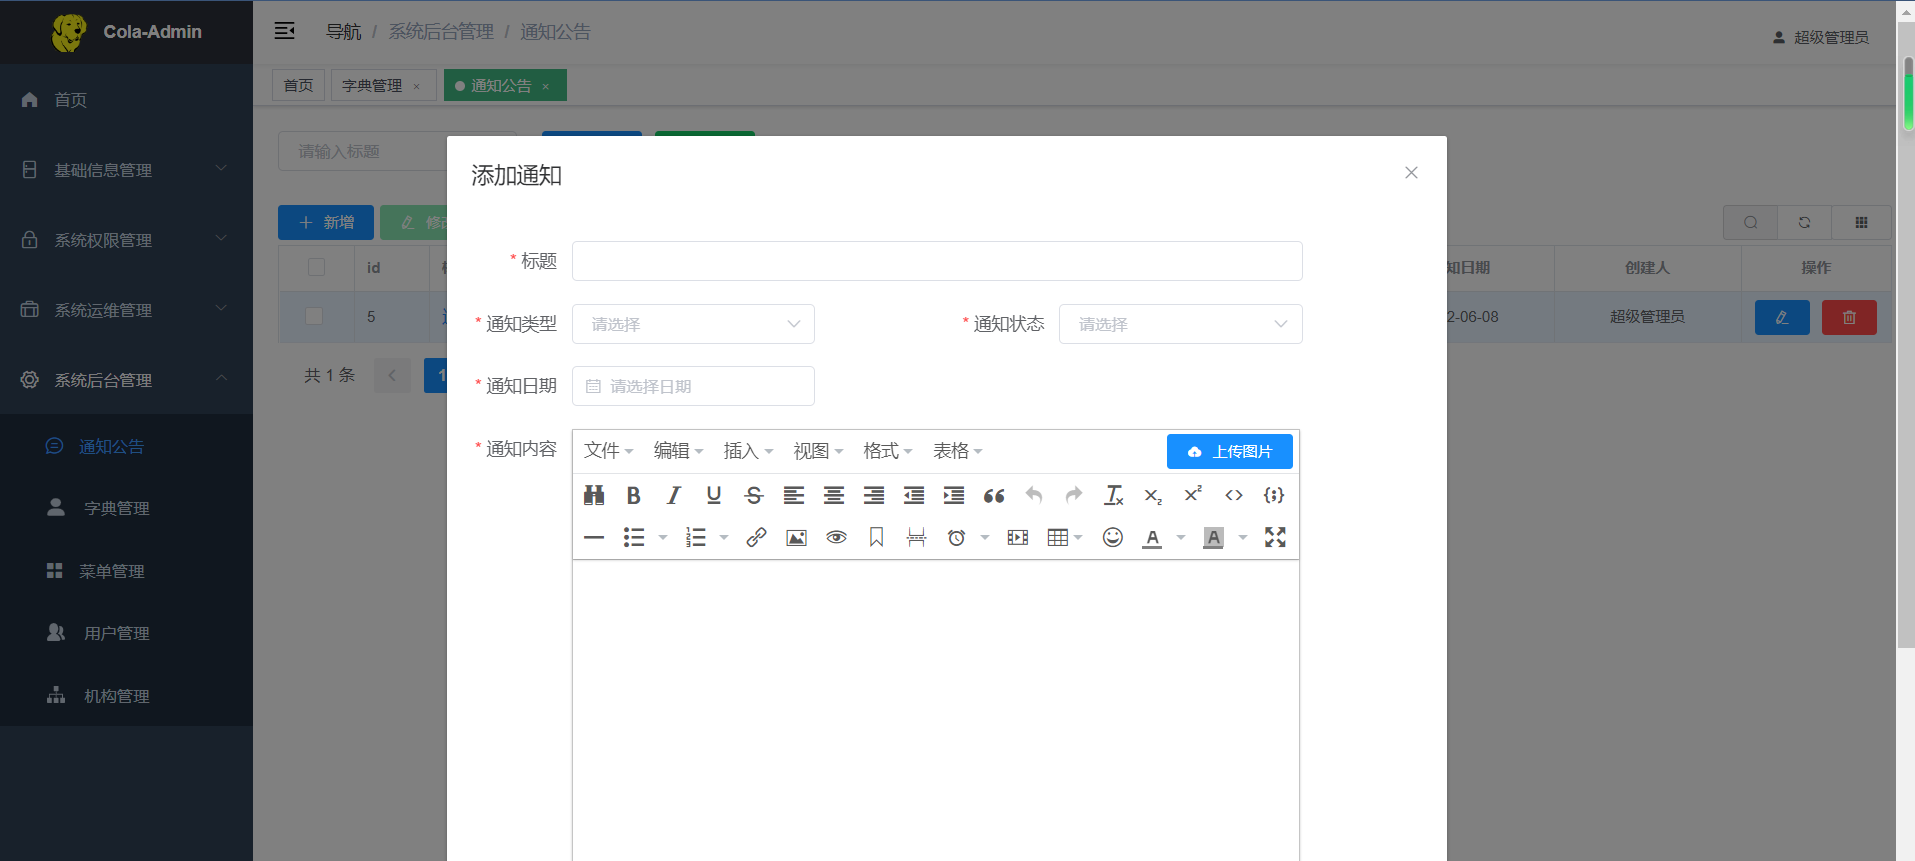 Cola-Admin
导航 / 系统后台管理 / 通知公告
超级管理员
首页
字典管理 ×
通知公告 ×
首页
基础信息管理
系统权限管理
系统运维管理
系统后台管理
通知公告
字典管理
菜单管理
用户管理
机构管理
请输入标题
新增
修改
id
知日期
创建人
操作
5
2-06-08
超级管理员
共 1 条
1
添加通知
* 标题
* 通知类型 请选择
* 通知状态 请选择
* 通知日期 请选择日期
* 通知内容
文件 编辑 插入 视图 格式 表格
上传图片